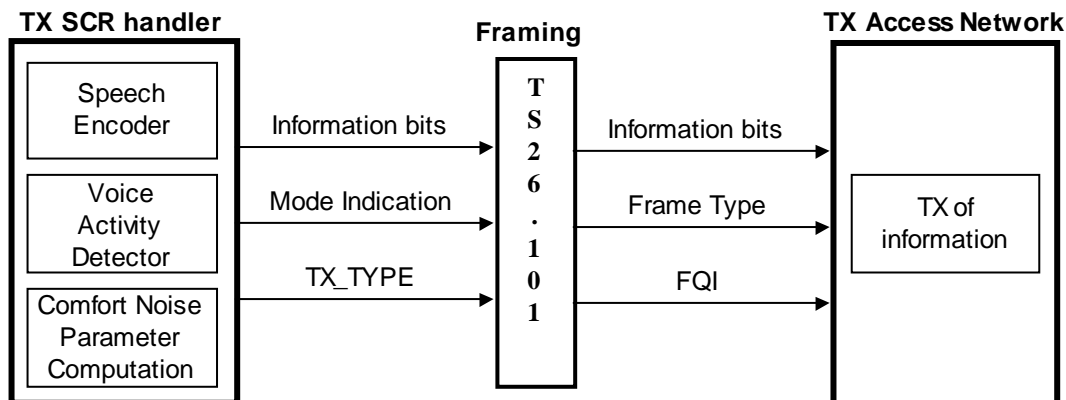 TX SCR handler
Framing
TX Access Network
Speech
Encoder
Voice
Activity
Detector
Comfort Noise
Parameter
Computation
Information bits
Mode Indication
TX_TYPE
T
S
2
6
.
1
0
1
Information bits
Frame Type
FQI
TX of
information